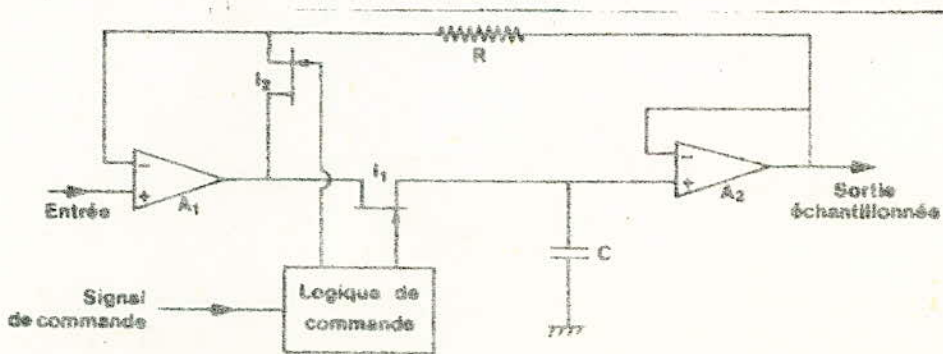 R
I₂
−
+
A₁
Entrée
I₁
−
+
A₂
Sortie
échantillonnée
C
Signal
de commande
Logique de
commande